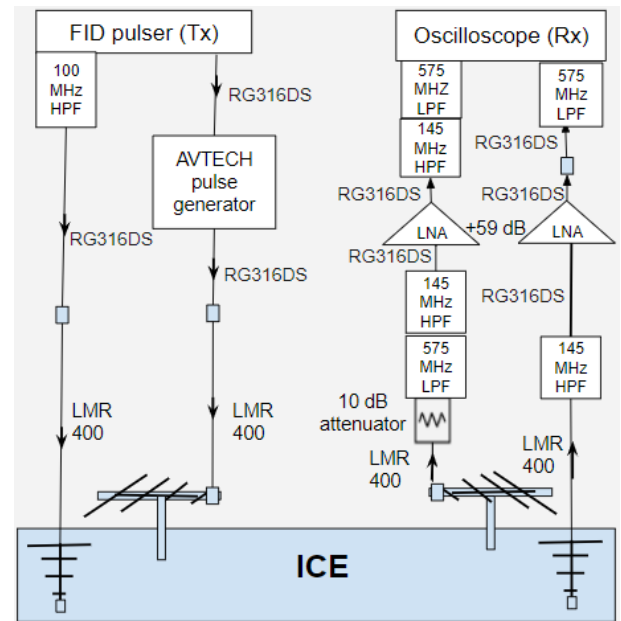 FID pulser (Tx)
Oscilloscope (Rx)
100
MHz
HPF
RG316DS
AVTECH
pulse
generator
RG316DS
RG316DS
LMR
400
LMR
400
575
MHZ
LPF
145
MHz
HPF
RG316DS
LNA
+59 dB
RG316DS
145
MHz
HPF
575
MHz
LPF
10 dB
attenuator
LMR
400
575
MHz
LPF
RG316DS
RG316DS
LNA
RG316DS
145
MHz
HPF
LMR
400
ICE